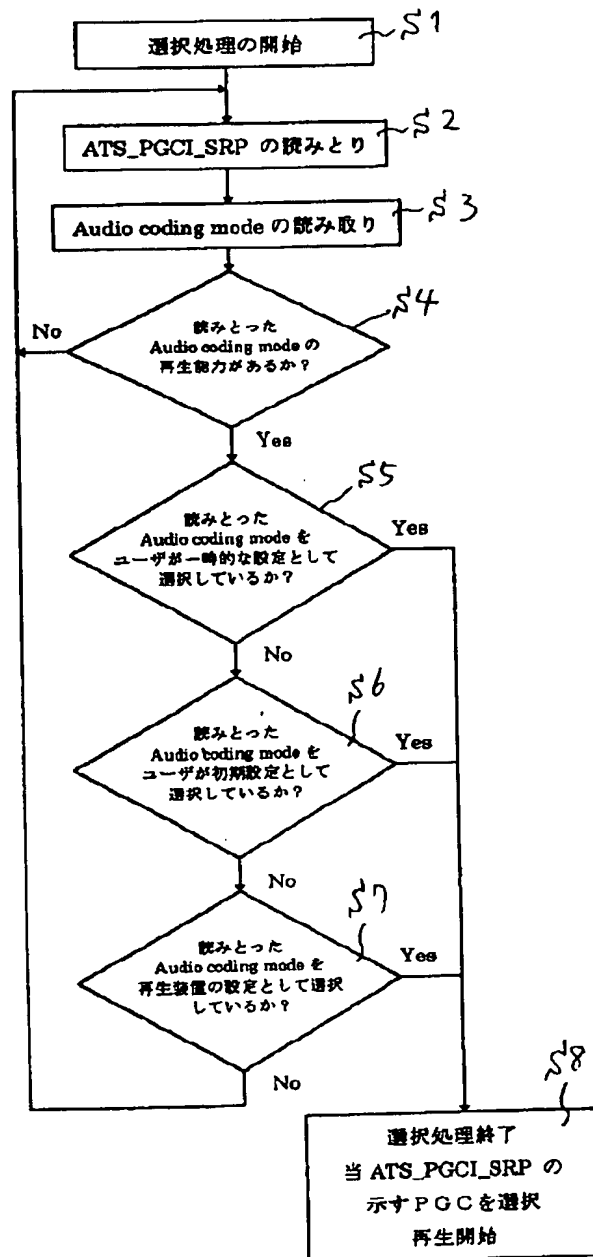 選択処理の開始
S1
ATS_PGCI_SRP の読みとり
S2
Audio coding mode の読み取り
S3
読みとった
Audio coding mode の
再生能力があるか？
S4
No
Yes
読みとった
Audio coding mode を
ユーザが一時的な設定として
選択しているか？
S5
Yes
No
読みとった
Audio coding mode を
ユーザが初期設定として
選択しているか？
S6
Yes
No
読みとった
Audio coding mode を
再生装置の設定として選択
しているか？
S7
Yes
No
選択処理終了
当 ATS_PGCI_SRP の
示すＰＧＣを選択
再生開始
S8